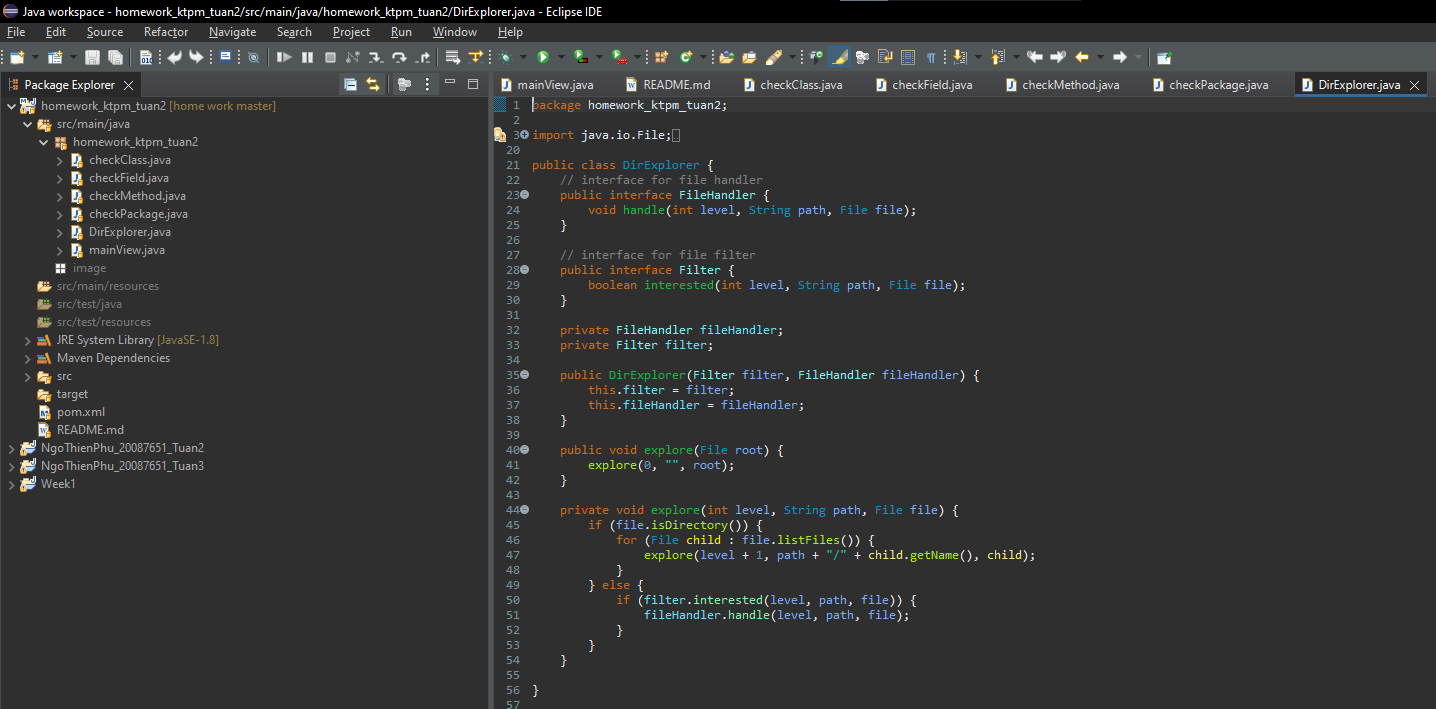 Java workspace - homework_ktpm_tuan2/src/main/java/homework_ktpm_tuan2/DirExplorer.java - Eclipse IDE
File Edit Source Refactor Navigate Search Project Run Window Help
Package Explorer
homework_ktpm_tuan2 [home work master]
src/main/java
homework_ktpm_tuan2
checkClass.java
checkField.java
checkMethod.java
checkPackage.java
DirExplorer.java
mainView.java
image
src/main/resources
src/test/java
src/test/resources
JRE System Library [JavaSE-1.8]
Maven Dependencies
src
target
pom.xml
README.md
NgoThienPhu_20087651_Tuan2
NgoThienPhu_20087651_Tuan3
Week1
mainView.java README.md checkClass.java checkField.java checkMethod.java checkPackage.java DirExplorer.java
1 package homework_ktpm_tuan2;
2
3 import java.io.File;
20
21 public class DirExplorer {
22 // interface for file handler
23 public interface FileHandler {
24 void handle(int level, String path, File file);
25 }
26
27 // interface for file filter
28 public interface Filter {
29 boolean interested(int level, String path, File file);
30 }
31
32 private FileHandler fileHandler;
33 private Filter filter;
34
35 public DirExplorer(Filter filter, FileHandler fileHandler) {
36 this.filter = filter;
37 this.fileHandler = fileHandler;
38 }
39
40 public void explore(File root) {
41 explore(0, "", root);
42 }
43
44 private void explore(int level, String path, File file) {
45 if (file.isDirectory()) {
46 for (File child : file.listFiles()) {
47 explore(level + 1, path + "/" + child.getName(), child);
48 }
49 } else {
50 if (filter.interested(level, path, file)) {
51 fileHandler.handle(level, path, file);
52 }
53 }
54 }
55
56 }
57